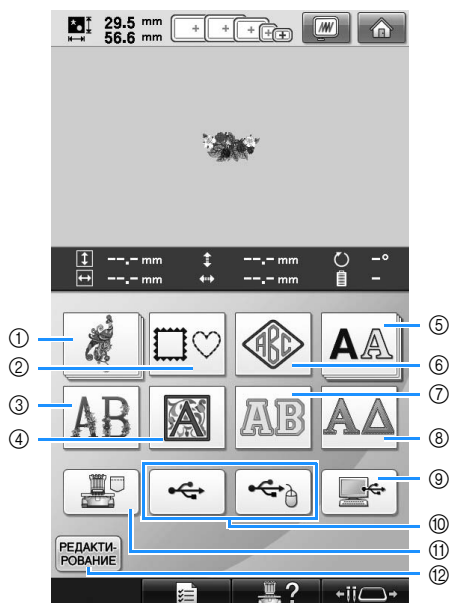 29.5 mm
56.6 mm
--.- mm --.- mm -°
--.- mm --.- mm -
① ABC AA ⑤
② ⑥
③ AB A AB AΔ ⑦
④ ⑧
⑨
⑩
⑪
РЕДАКТИ-
РОВАНИЕ
⑫
?